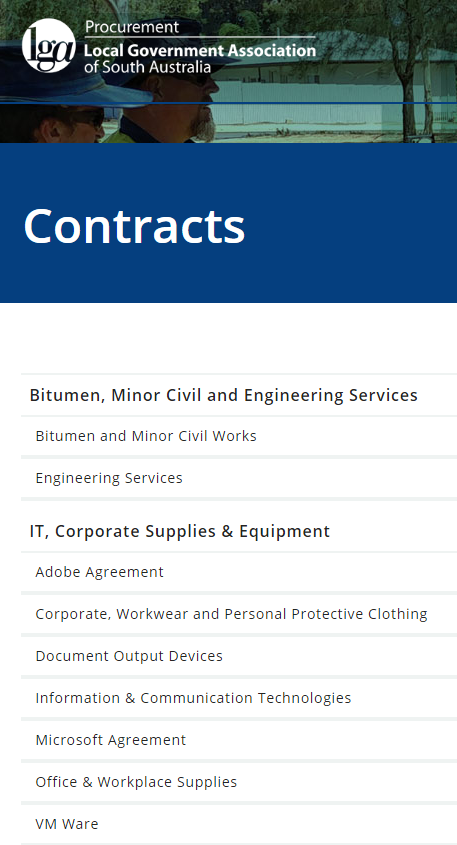 lga
Procurement
Local Government Association
of South Australia
Contracts
Bitumen, Minor Civil and Engineering Services
Bitumen and Minor Civil Works
Engineering Services
IT, Corporate Supplies & Equipment
Adobe Agreement
Corporate, Workwear and Personal Protective Clothing
Document Output Devices
Information & Communication Technologies
Microsoft Agreement
Office & Workplace Supplies
VM Ware